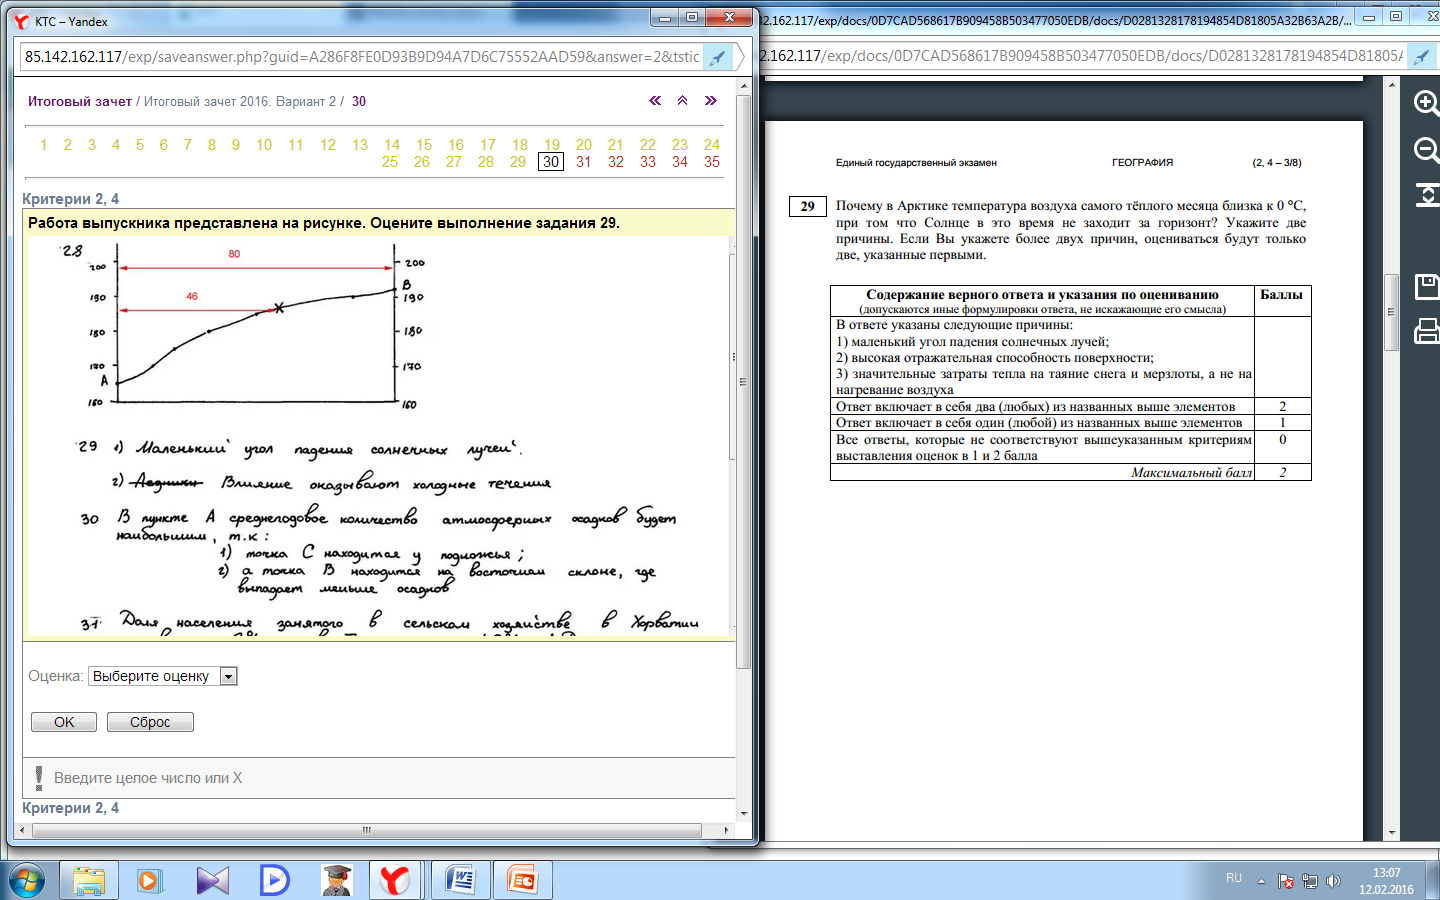 KTC – Yandex
85.142.162.117/exp/saveanswer.php?guid=A286F8FE0D93B9D94A7D6C75552AAD59&answer=2&tstic
Итоговый зачет / Итоговый зачет 2016. Вариант 2 / 30
1 2 3 4 5 6 7 8 9 10 11 12 13 14 15 16 17 18 19 20 21 22 23 24
25 26 27 28 29 30 31 32 33 34 35
Критерии 2, 4
Работа выпускника представлена на рисунке. Оцените выполнение задания 29.
28
200 80 200
B
190 46 190
180 180
170 170
A
160 160
29 1) Маленький угол падения солнечных лучей.
2) Ледники Влияние оказывают холодные течения
30 В пункте А среднегодовое количество атмосферных осадков будет
наибольшим, т.к:
1) точка С находится у подножья;
2) а точка В находится на восточном склоне, где
выпадает меньше осадков
31. Доля населения занятого в сельском хозяйстве в Хорватии
Оценка: Выберите оценку
OK Сброс
Введите целое число или X
Критерии 2, 4
2.162.117/exp/docs/0D7CAD568617B909458B503477050EDB/docs/D0281328178194854D81805A32B63A2B/...
2.162.117/exp/docs/0D7CAD568617B909458B503477050EDB/docs/D0281328178194854D81805A
Единый государственный экзамен ГЕОГРАФИЯ (2, 4 – 3/8)
29 Почему в Арктике температура воздуха самого тёплого месяца близка к 0 °С,
при том что Солнце в это время не заходит за горизонт? Укажите две
причины. Если Вы укажете более двух причин, оцениваться будут только
две, указанные первыми.
Содержание верного ответа и указания по оцениванию Баллы
(допускаются иные формулировки ответа, не искажающие его смысла)
В ответе указаны следующие причины:
1) маленький угол падения солнечных лучей;
2) высокая отражательная способность поверхности;
3) значительные затраты тепла на таяние снега и мерзлоты, а не на
нагревание воздуха
Ответ включает в себя два (любых) из названных выше элементов 2
Ответ включает в себя один (любой) из названных выше элементов 1
Все ответы, которые не соответствуют вышеуказанным критериям 0
выставления оценок в 1 и 2 балла
Максимальный балл 2
RU
13:07
12.02.2016